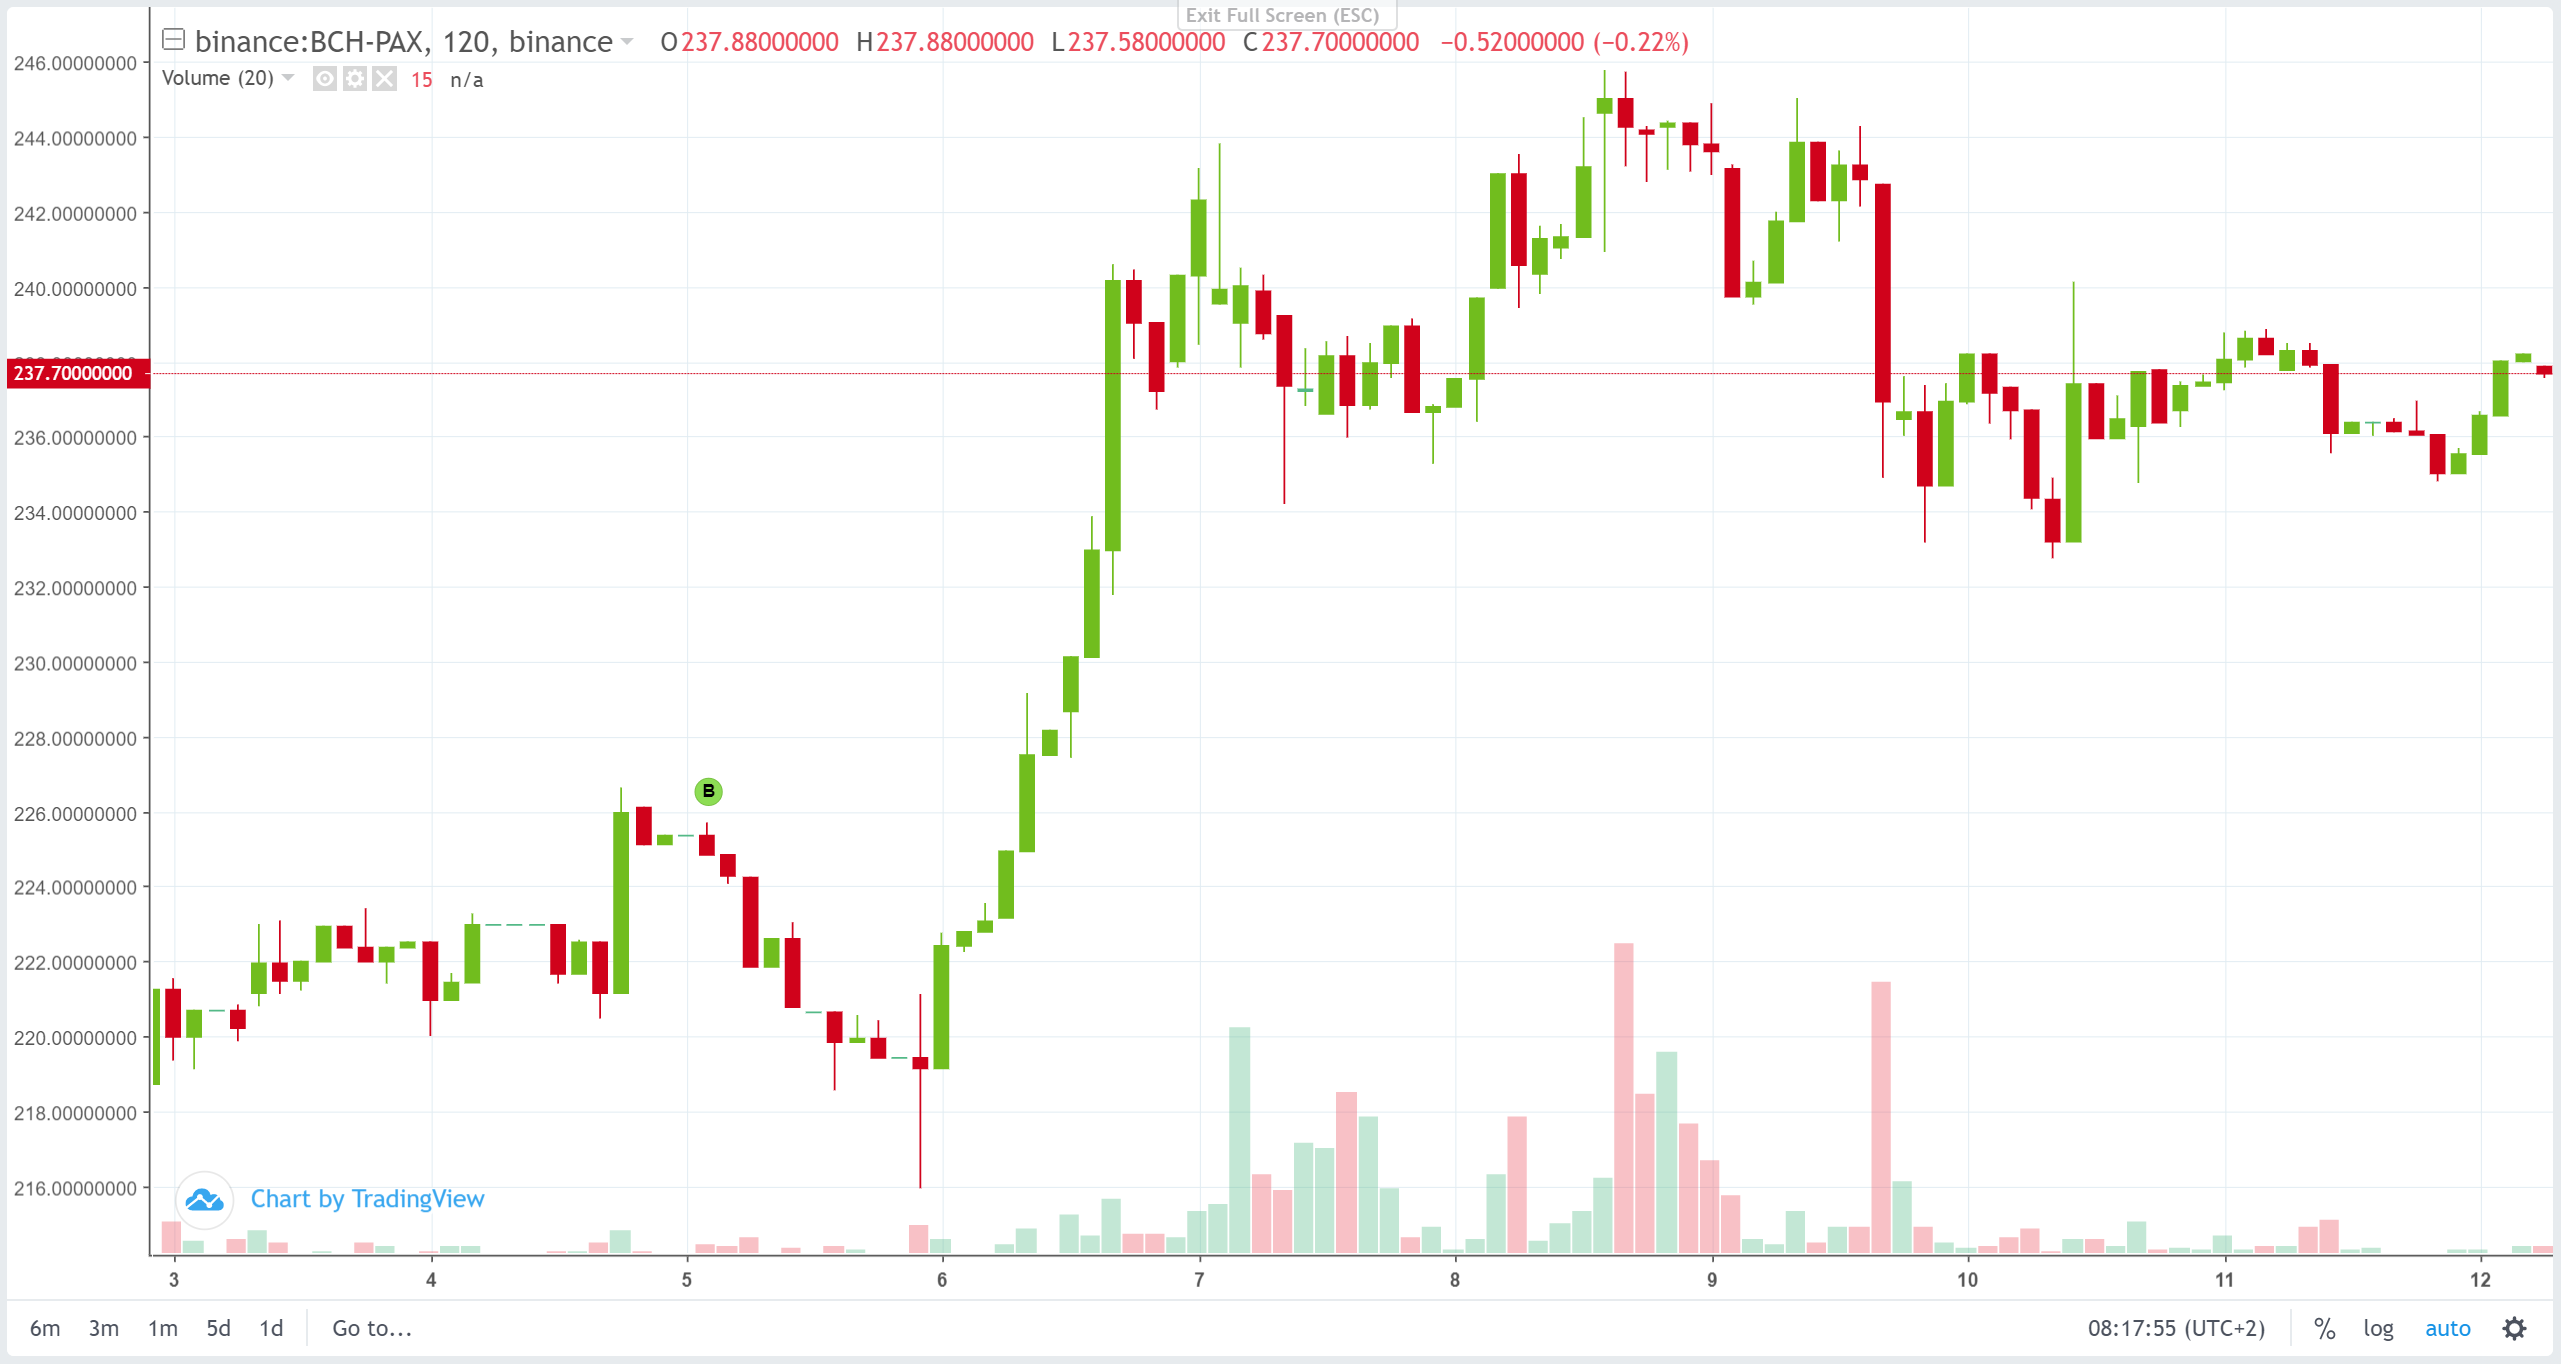 Exit Full Screen (ESC)
binance:BCH-PAX, 120, binance O237.88000000 H237.88000000 L237.58000000 C237.70000000 −0.52000000 (−0.22%)
Volume (20) 15 n/a
246.00000000
244.00000000
242.00000000
240.00000000
237.70000000
236.00000000
234.00000000
232.00000000
230.00000000
228.00000000
B
226.00000000
224.00000000
222.00000000
220.00000000
218.00000000
216.00000000
Chart by TradingView
3 4 5 6 7 8 9 10 11 12
6m 3m 1m 5d 1d Go to... 08:17:55 (UTC+2) % log auto